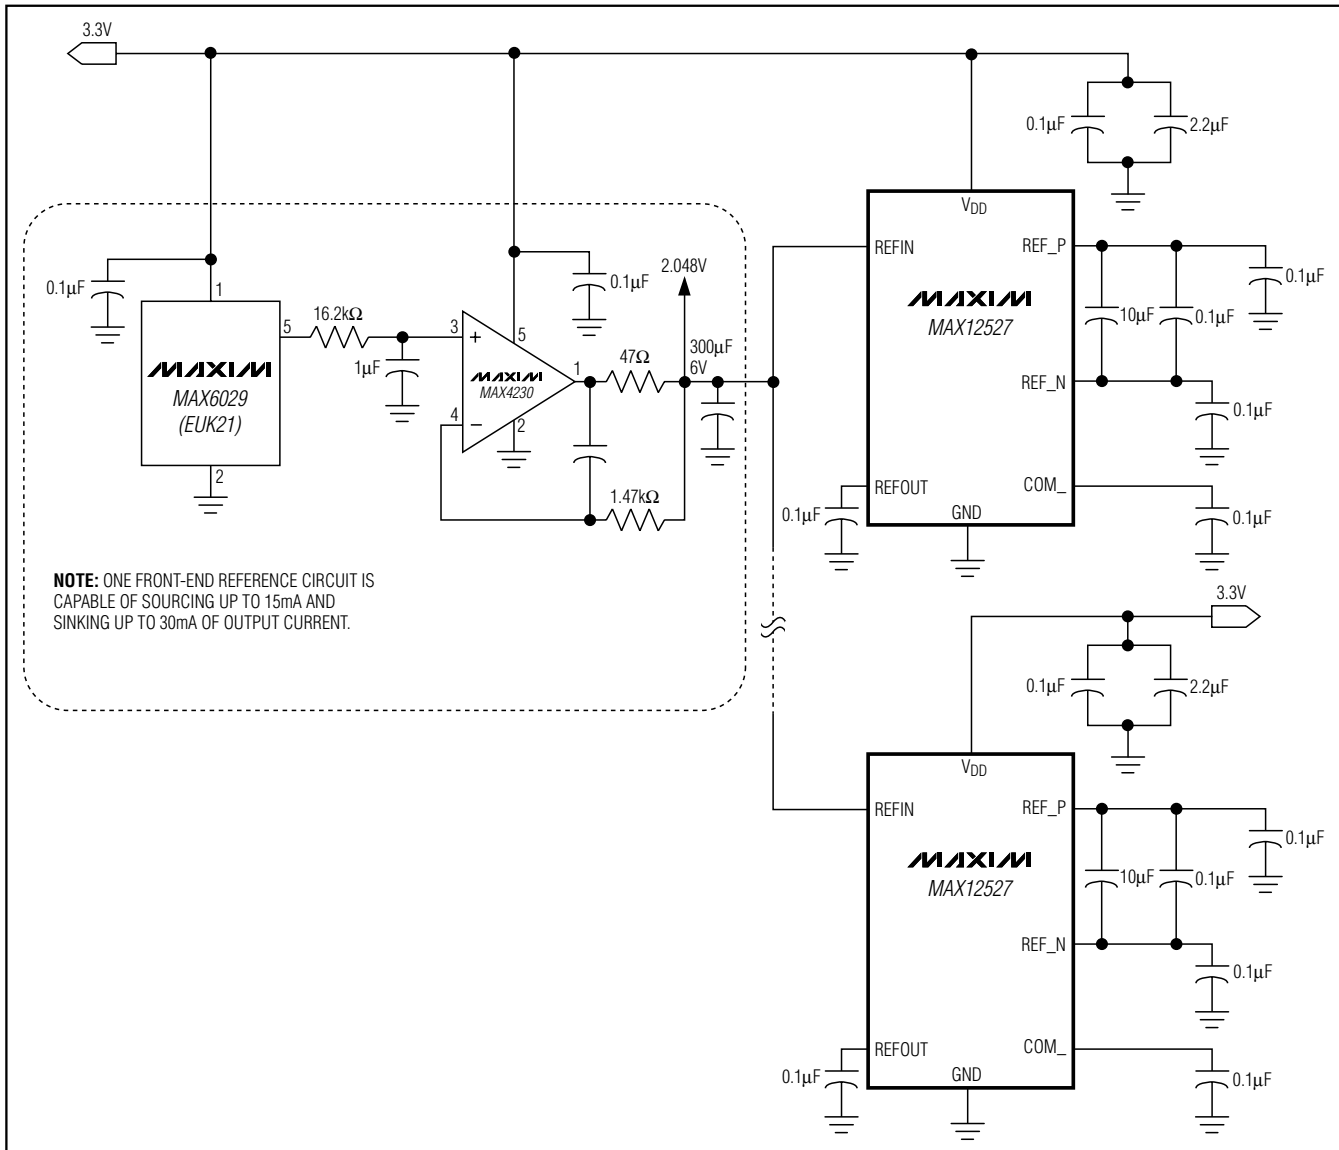 3.3V
0.1µF
2.2µF
VDD
REFIN
REF_P
0.1µF
MAXIM
MAX12527
10µF
0.1µF
REF_N
0.1µF
REFOUT
COM_
0.1µF
GND
0.1µF
0.1µF
1
5
16.2kΩ
1µF
MAXIM
MAX6029
(EUK21)
2
3
+
5
0.1µF
MAXIM
MAX4230
1
4
−
2
47Ω
2.048V
300µF
6V
1.47kΩ
NOTE: ONE FRONT-END REFERENCE CIRCUIT IS
CAPABLE OF SOURCING UP TO 15mA AND
SINKING UP TO 30mA OF OUTPUT CURRENT.
3.3V
0.1µF
2.2µF
VDD
REFIN
REF_P
0.1µF
MAXIM
MAX12527
10µF
0.1µF
REF_N
0.1µF
REFOUT
COM_
0.1µF
GND
0.1µF